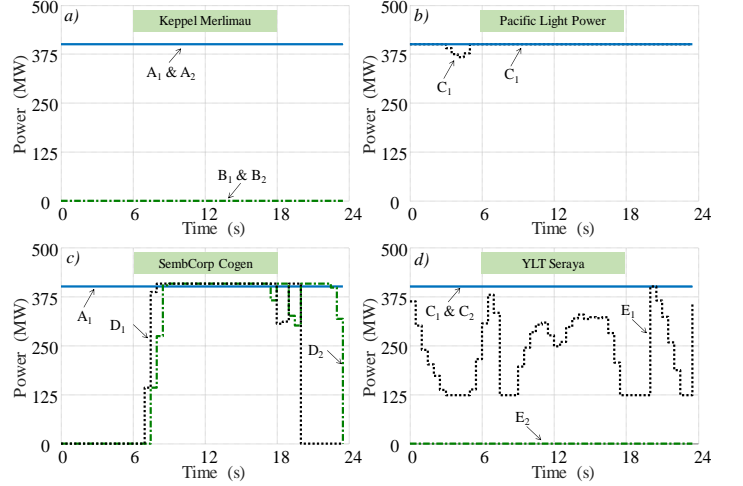 a)
Keppel Merlimau
Power (MW)
500
375
250
125
0
A1 & A2
B1 & B2
0 6 12 18 24
Time (s)
b)
Pacific Light Power
Power (MW)
500
375
250
125
0
C1
C1
0 6 12 18 24
Time (s)
c)
SembCorp Cogen
Power (MW)
500
375
250
125
0
A1
D1
D2
0 6 12 18 24
Time (s)
d)
YLT Seraya
Power (MW)
500
375
250
125
0
C1 & C2
E1
E2
0 6 12 18 24
Time (s)